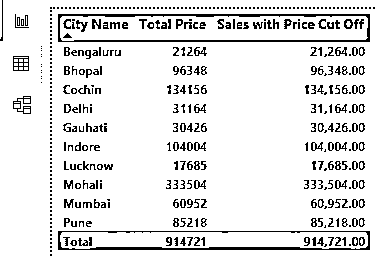 City Name Total Price Sales with Price Cut Off
Bengaluru 21264 21,264.00
Bhopal 96348 96,348.00
Cochin 134156 134,156.00
Delhi 31164 31,164.00
Gauhati 30426 30,426.00
Indore 104004 104,004.00
Lucknow 17685 17,685.00
Mohali 333504 333,504.00
Mumbai 60952 60,952.00
Pune 85218 85,218.00
Total 914721 914,721.00